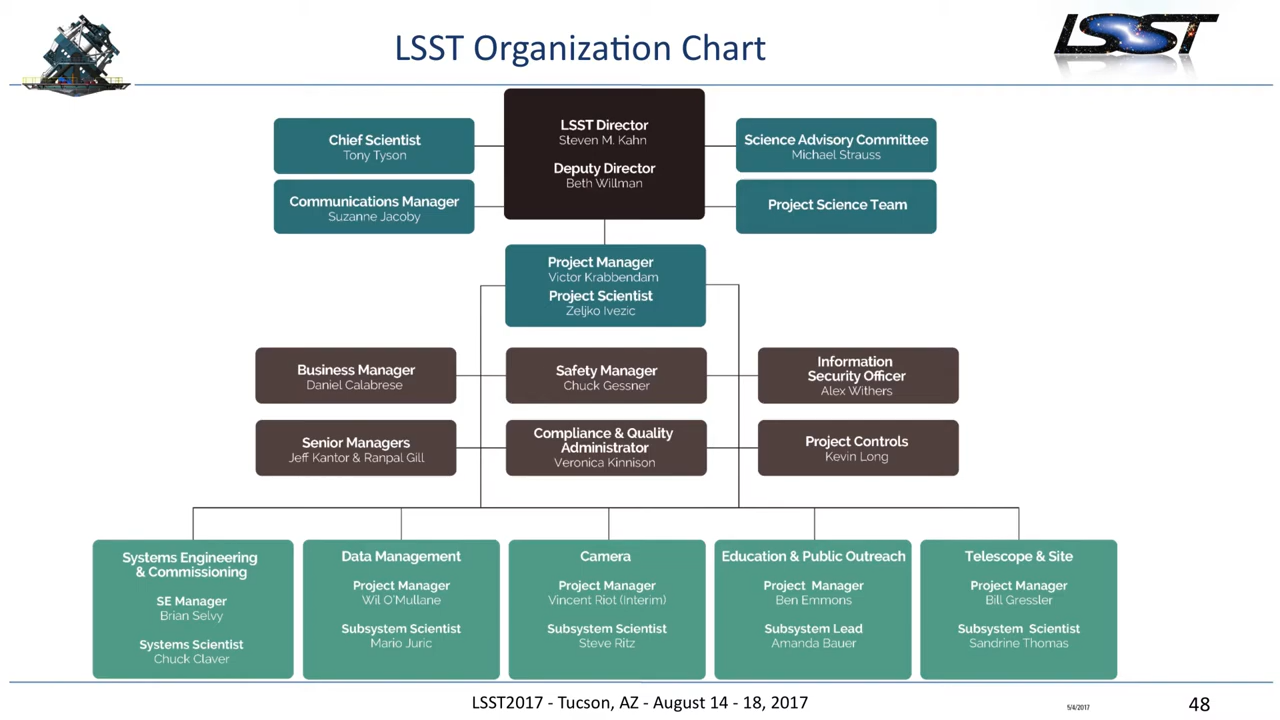 LSST Organization Chart
LSST
LSST Director
Steven M. Kahn
Deputy Director
Beth Willman
Chief Scientist
Tony Tyson
Communications Manager
Suzanne Jacoby
Science Advisory Committee
Michael Strauss
Project Science Team
Project Manager
Victor Krabbendam
Project Scientist
Zeljko Ivezic
Business Manager
Daniel Calabrese
Safety Manager
Chuck Gessner
Information
Security Officer
Alex Withers
Senior Managers
Jeff Kantor & Ranpal Gill
Compliance & Quality
Administrator
Veronica Kinnison
Project Controls
Kevin Long
Systems Engineering
& Commissioning
SE Manager
Brian Selvy
Systems Scientist
Chuck Claver
Data Management
Project Manager
Wil O'Mullane
Subsystem Scientist
Mario Juric
Camera
Project Manager
Vincent Riot (Interim)
Subsystem Scientist
Steve Ritz
Education & Public Outreach
Project Manager
Ben Emmons
Subsystem Lead
Amanda Bauer
Telescope & Site
Project Manager
Bill Gressler
Subsystem Scientist
Sandrine Thomas
LSST2017 - Tucson, AZ - August 14 - 18, 2017
5/4/2017
48